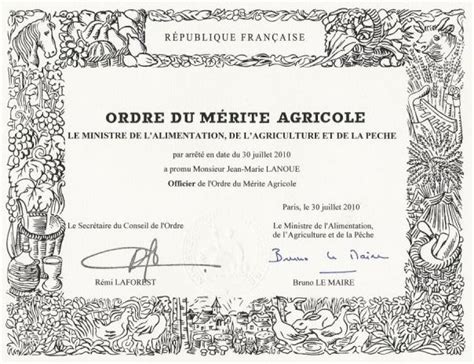 RÉPUBLIQUE FRANÇAISE
ORDRE DU MÉRITE AGRICOLE
LE MINISTRE DE L'ALIMENTATION, DE L'AGRICULTURE ET DE LA PECHE
par arrêté en date du 30 juillet 2010
a promu Monsieur Jean-Marie LANOUE
Officier de l'Ordre du Mérite Agricole
Paris, le 30 juillet 2010
Le Secrétaire du Conseil de l'Ordre
Le Ministre de l'Alimentation,
de l'Agriculture et de la Pêche
Bruno Le Maire
Rémi LAFOREST
Bruno LE MAIRE